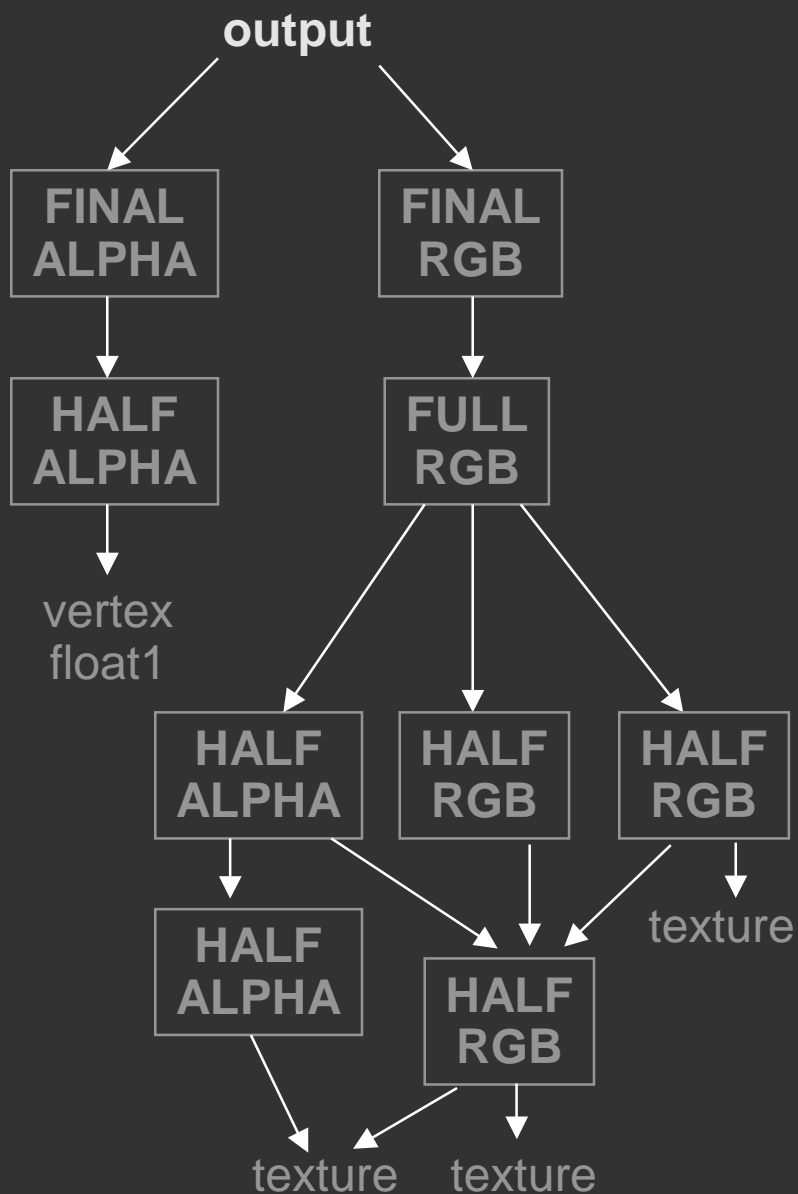 output
FINAL
ALPHA
FINAL
RGB
HALF
ALPHA
FULL
RGB
vertex
float1
HALF
ALPHA
HALF
RGB
HALF
RGB
texture
HALF
ALPHA
HALF
RGB
texture
texture